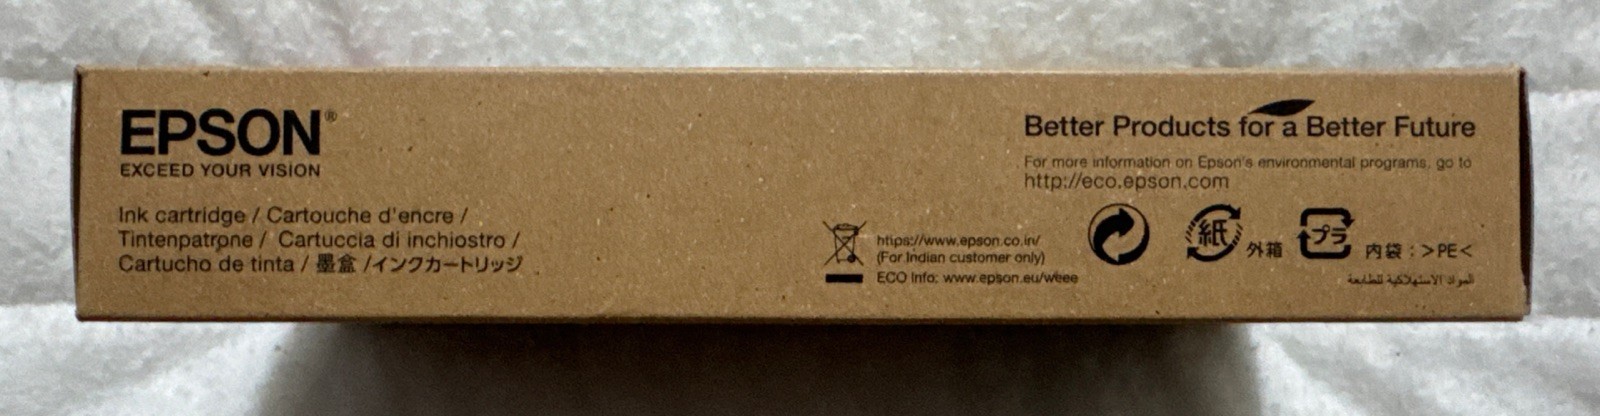 EPSON®
EXCEED YOUR VISION
Ink cartridge / Cartouche d'encre /
Tintenpatrone / Cartuccia di inchiostro /
Cartucho de tinta / 墨盒 /インクカートリッジ
https://www.epson.co.in/
(For Indian customer only)
ECO Info: www.epson.eu/weee
Better Products for a Better Future
For more information on Epson's environmental programs, go to
http://eco.epson.com
紙 外箱 プラ 内袋：>PE<
المواد الاستهلاكية للطابعة